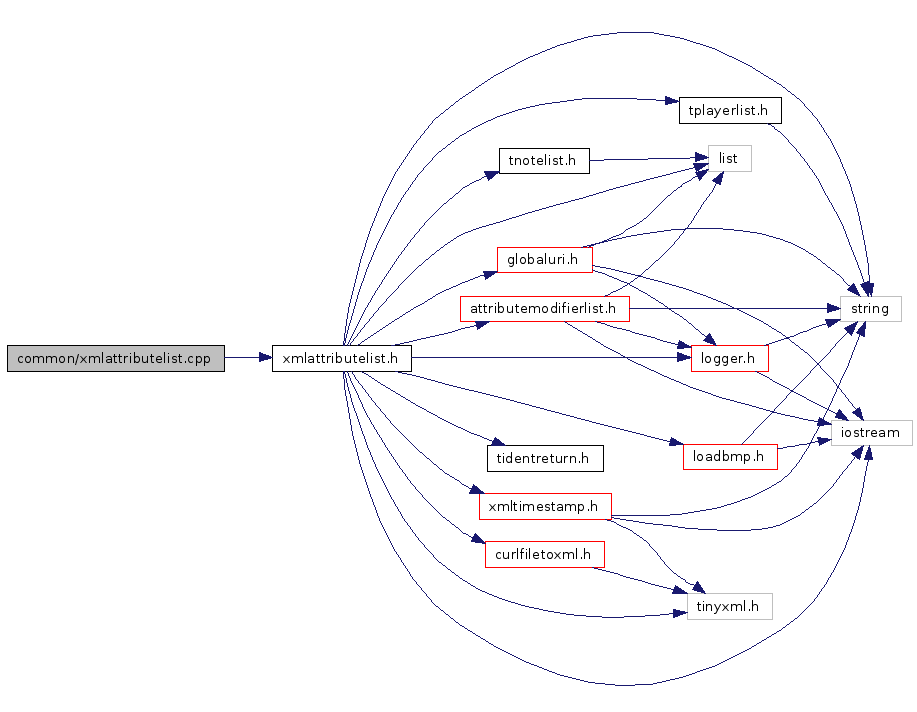 tplayerlist.h
tnotelist.h
list
globaluri.h
attributemodifierlist.h
string
common/xmlattributelist.cpp
xmlattributelist.h
logger.h
iostream
tidentreturn.h
loadbmp.h
xmltimestamp.h
curlfiletoxml.h
tinyxml.h